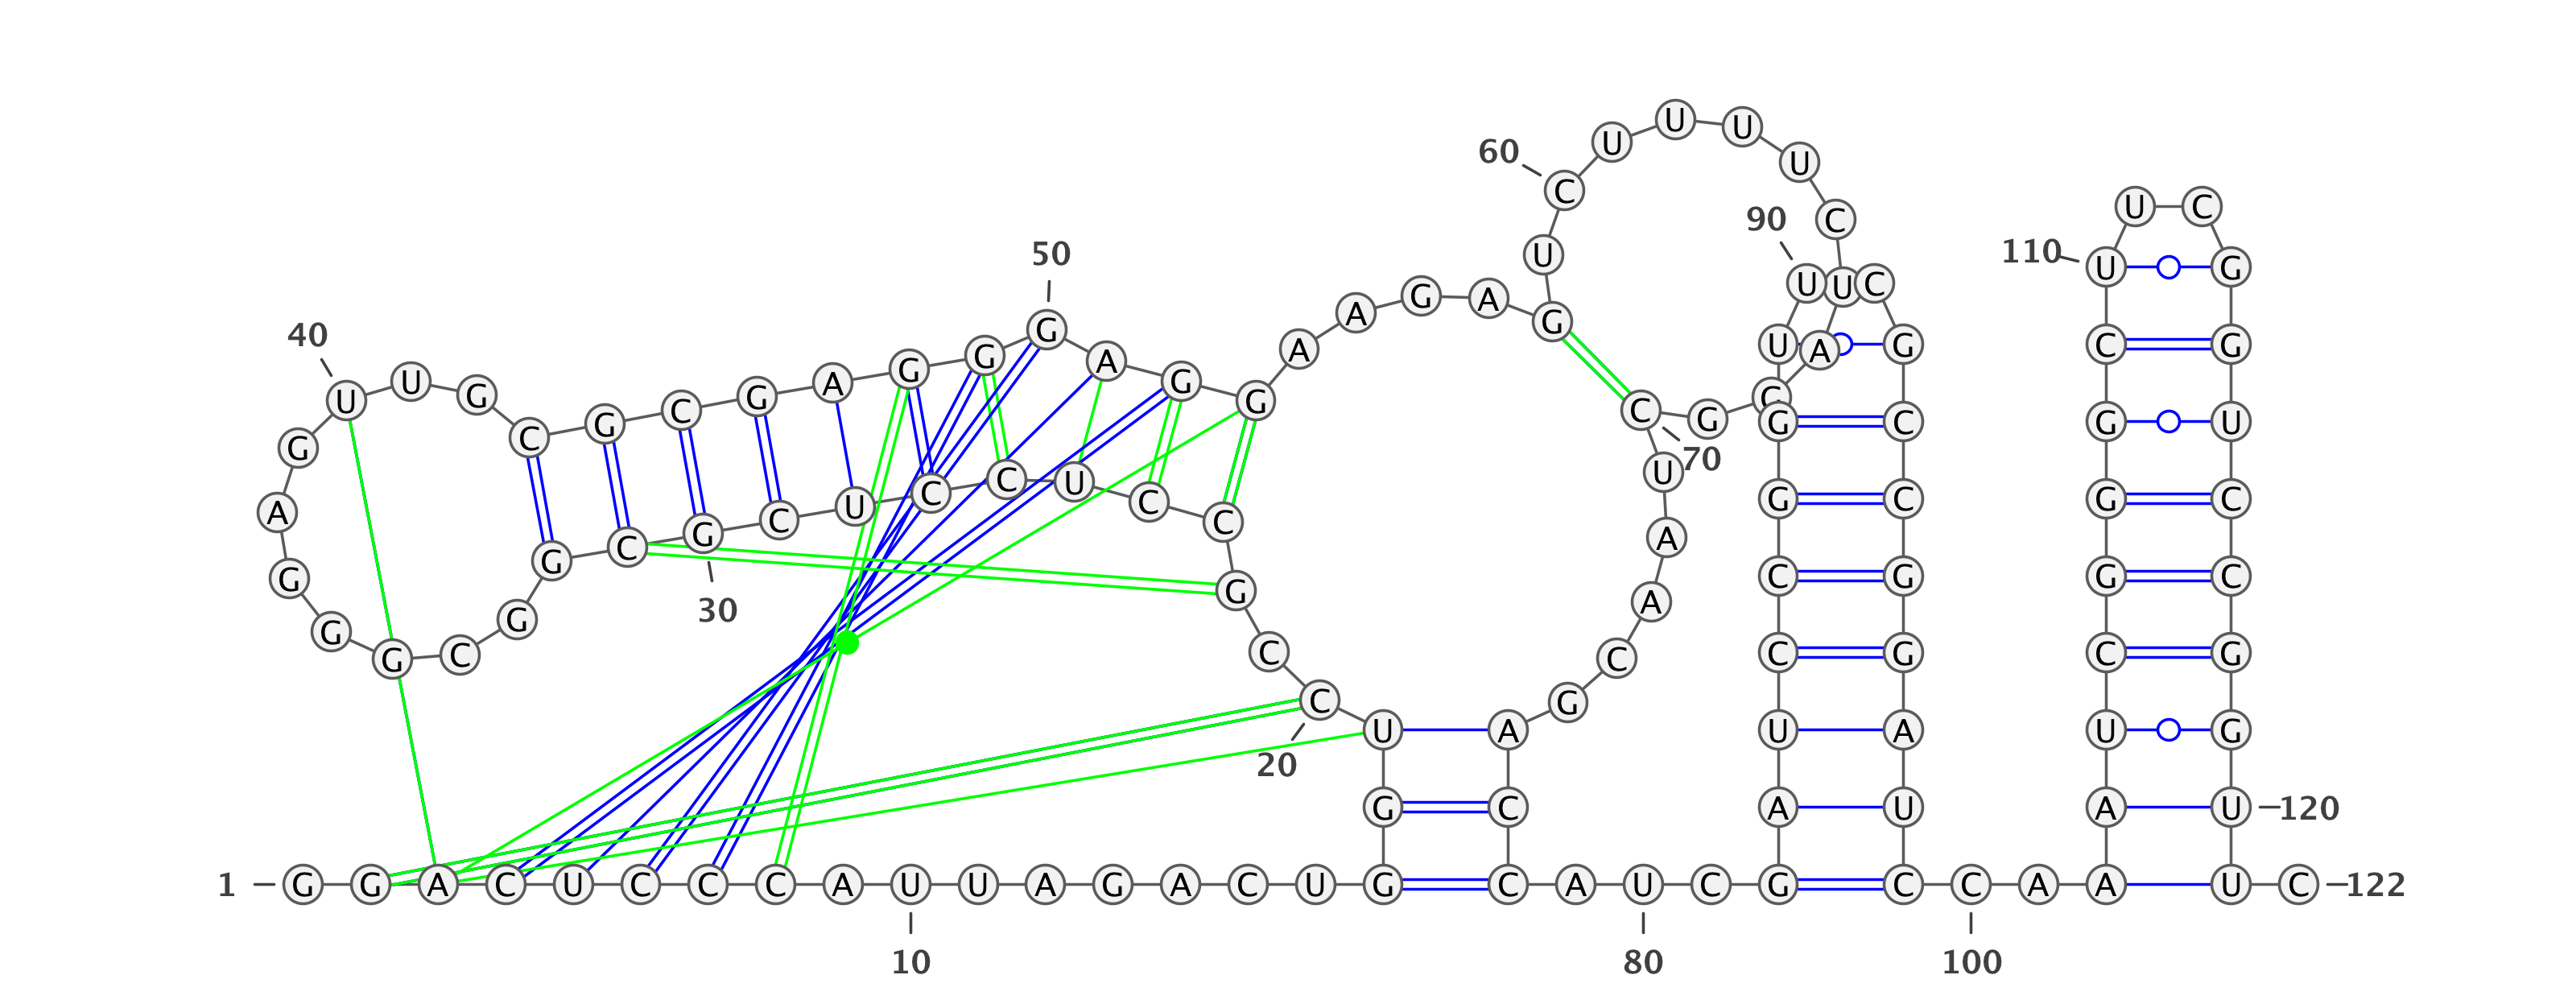 60
90
U U U
C U
C
50 40
U G A G A G A A G U
U U C
U A G
110 U C
U G
U U G C G C G A G G G A G G
G A G G
C U C G C U C C U C C
G G C G
G C G C C
30
C G
C 20
U A
G C
C G 70
U A A C G
G C
G C
C G
C G
U A
A U
C G
G U
G C
G C
C G
U G
A U 120
1 G G A C U C C C A U U A G A C U G C A U C G C C A A U C 122
10 80 100